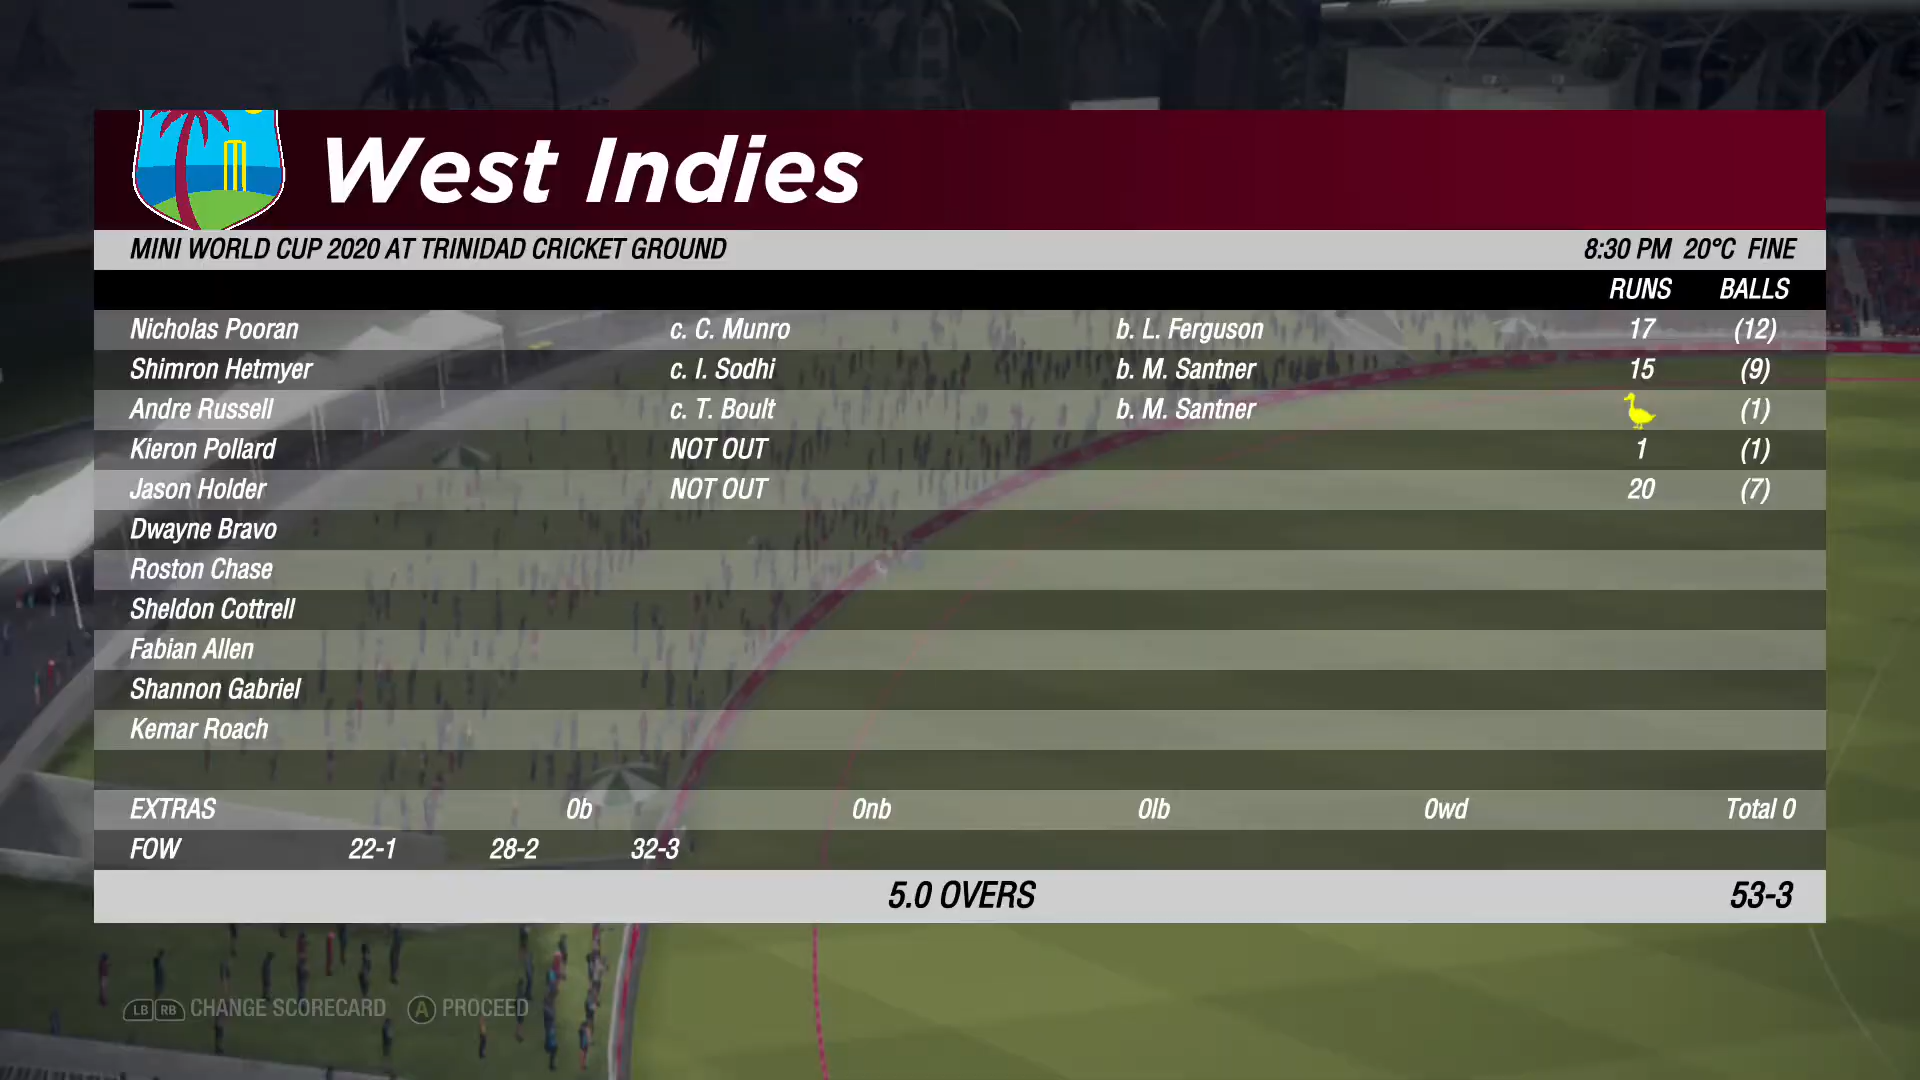 West Indies
MINI WORLD CUP 2020 AT TRINIDAD CRICKET GROUND 8:30 PM 20°C FINE
RUNS BALLS
Nicholas Pooran c. C. Munro b. L. Ferguson 17 (12)
Shimron Hetmyer c. I. Sodhi b. M. Santner 15 (9)
Andre Russell c. T. Boult b. M. Santner (1)
Kieron Pollard NOT OUT 1 (1)
Jason Holder NOT OUT 20 (7)
Dwayne Bravo
Roston Chase
Sheldon Cottrell
Fabian Allen
Shannon Gabriel
Kemar Roach
EXTRAS 0b 0nb 0lb 0wd Total 0
FOW 22-1 28-2 32-3
5.0 OVERS 53-3
LB RB CHANGE SCORECARD A PROCEED